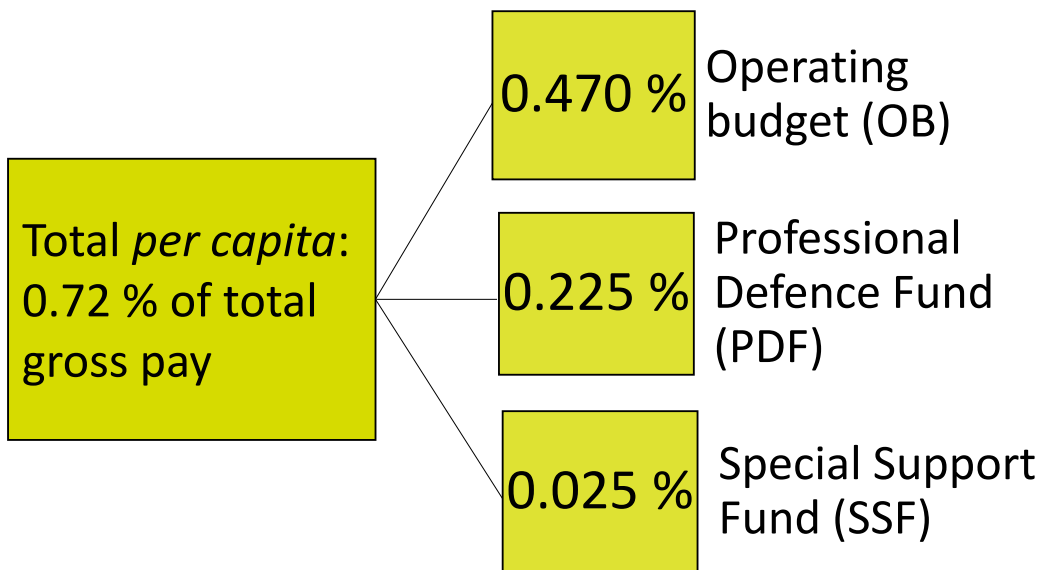 Total per capita:
0.72 % of total
gross pay
0.470 %
Operating
budget (OB)
0.225 %
Professional
Defence Fund
(PDF)
0.025 %
Special Support
Fund (SSF)